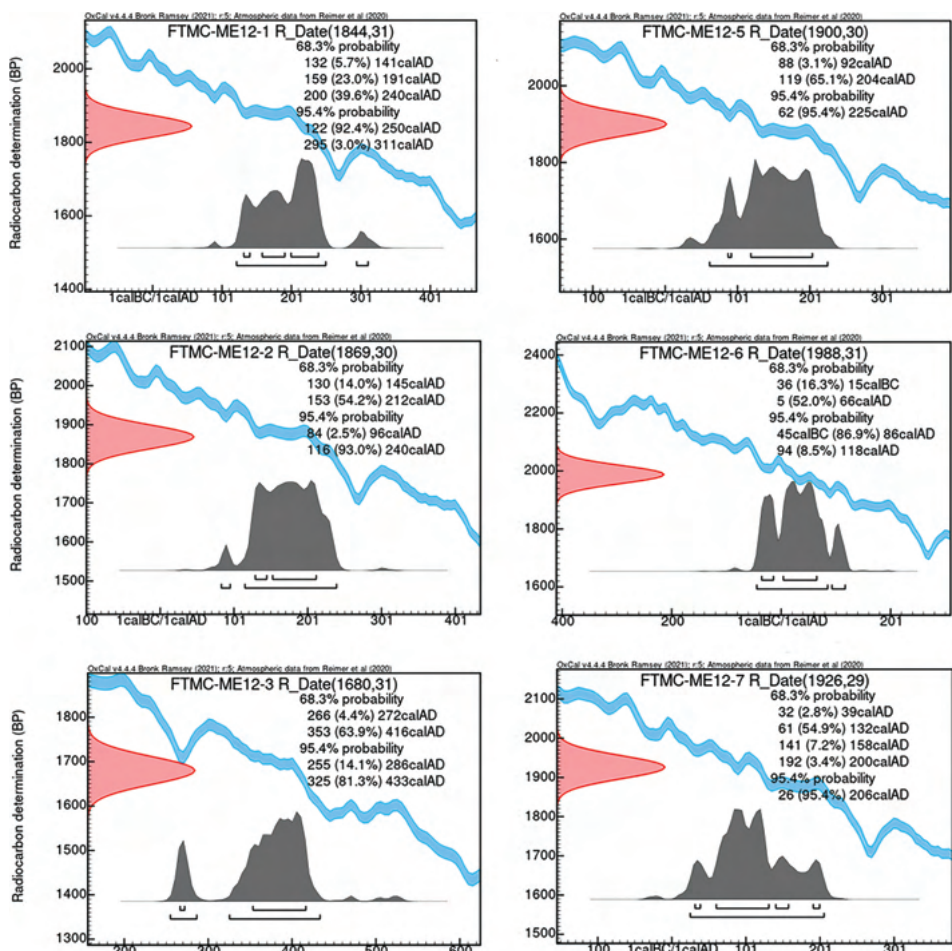 OxCal v4.4.4 Bronk Ramsey (2021); r:5; Atmospheric data from Reimer et al (2020)
FTMC-ME12-1 R_Date(1844,31)
68.3% probability
132 (5.7%) 141calAD
159 (23.0%) 191calAD
200 (39.6%) 240calAD
95.4% probability
122 (92.4%) 250calAD
295 (3.0%) 311calAD
Radiocarbon determination (BP)
2000
1800
1600
1400
1calBC/1calAD 101 201 301 401
OxCal v4.4.4 Bronk Ramsey (2021); r:5; Atmospheric data from Reimer et al (2020)
FTMC-ME12-5 R_Date(1900,30)
68.3% probability
88 (3.1%) 92calAD
119 (65.1%) 204calAD
95.4% probability
62 (95.4%) 225calAD
2000
1800
1600
100 1calBC/1calAD 101 201 301
OxCal v4.4.4 Bronk Ramsey (2021); r:5; Atmospheric data from Reimer et al (2020)
FTMC-ME12-2 R_Date(1869,30)
68.3% probability
130 (14.0%) 145calAD
153 (54.2%) 212calAD
95.4% probability
84 (2.5%) 96calAD
116 (93.0%) 240calAD
Radiocarbon determination (BP)
2100
2000
1900
1800
1700
1600
1500
100 1calBC/1calAD 101 201 301 401
OxCal v4.4.4 Bronk Ramsey (2021); r:5; Atmospheric data from Reimer et al (2020)
FTMC-ME12-6 R_Date(1988,31)
68.3% probability
36 (16.3%) 15calBC
5 (52.0%) 66calAD
95.4% probability
45calBC (86.9%) 86calAD
94 (8.5%) 118calAD
2400
2200
2000
1800
1600
400 200 1calBC/1calAD 201
OxCal v4.4.4 Bronk Ramsey (2021); r:5; Atmospheric data from Reimer et al (2020)
FTMC-ME12-3 R_Date(1680,31)
68.3% probability
266 (4.4%) 272calAD
353 (63.9%) 416calAD
95.4% probability
255 (14.1%) 286calAD
325 (81.3%) 433calAD
Radiocarbon determination (BP)
1800
1700
1600
1500
1400
1300
200 300 400 500 600
OxCal v4.4.4 Bronk Ramsey (2021); r:5; Atmospheric data from Reimer et al (2020)
FTMC-ME12-7 R_Date(1926,29)
68.3% probability
32 (2.8%) 39calAD
61 (54.9%) 132calAD
141 (7.2%) 158calAD
192 (3.4%) 200calAD
95.4% probability
26 (95.4%) 206calAD
2100
2000
1900
1800
1700
1600
1500
100 1calBC/1calAD 101 201 301